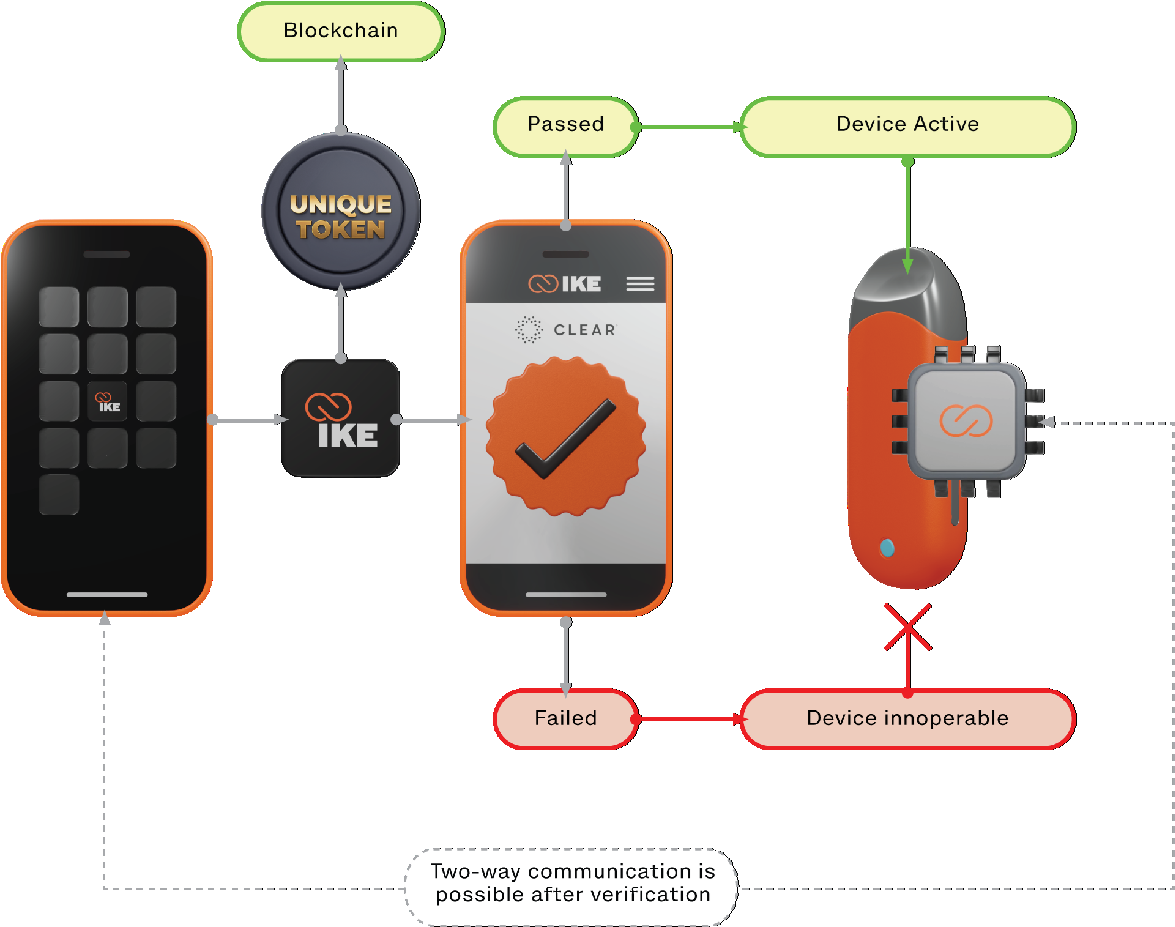 Blockchain
UNIQUE
TOKEN
IKE
IKE
Passed
Device Active
IKE
CLEAR
Failed
Device innoperable
Two-way communication is
possible after verification